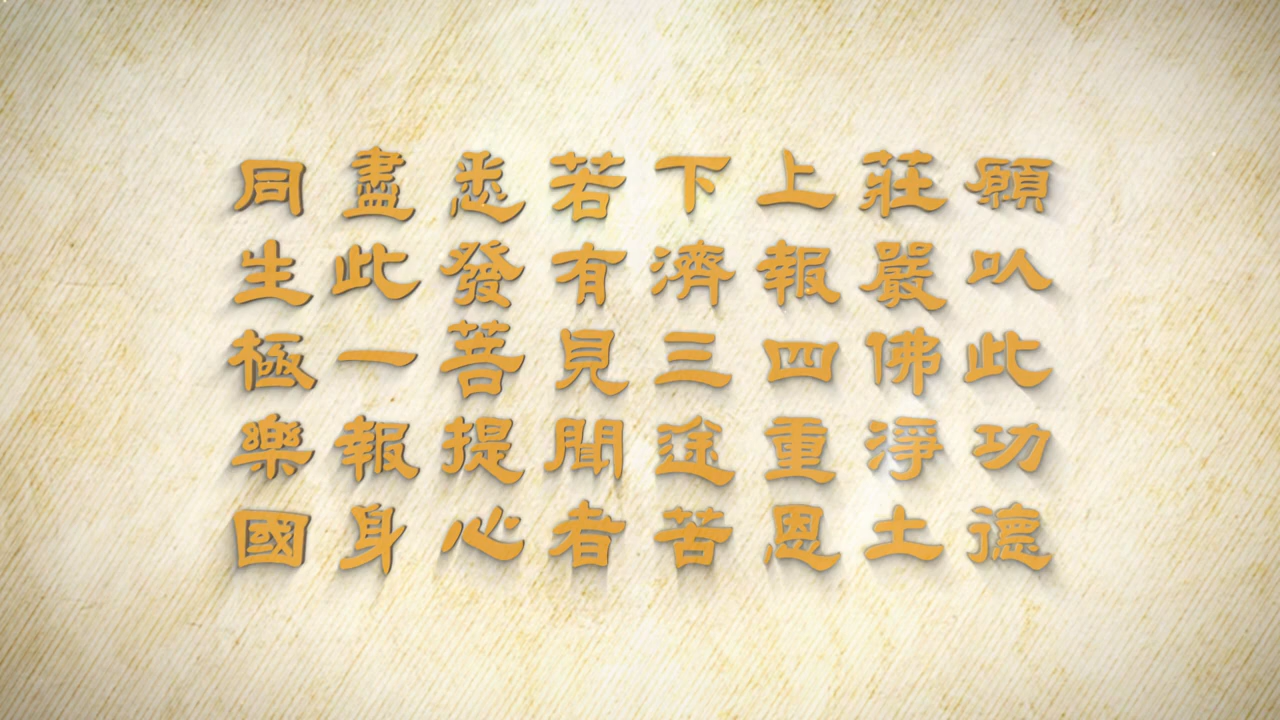 願㕥此功德
莊嚴佛淨土
上報四重恩
下濟三途苦
若有見聞者
悉發菩提心
盡此一報身
同生極樂國